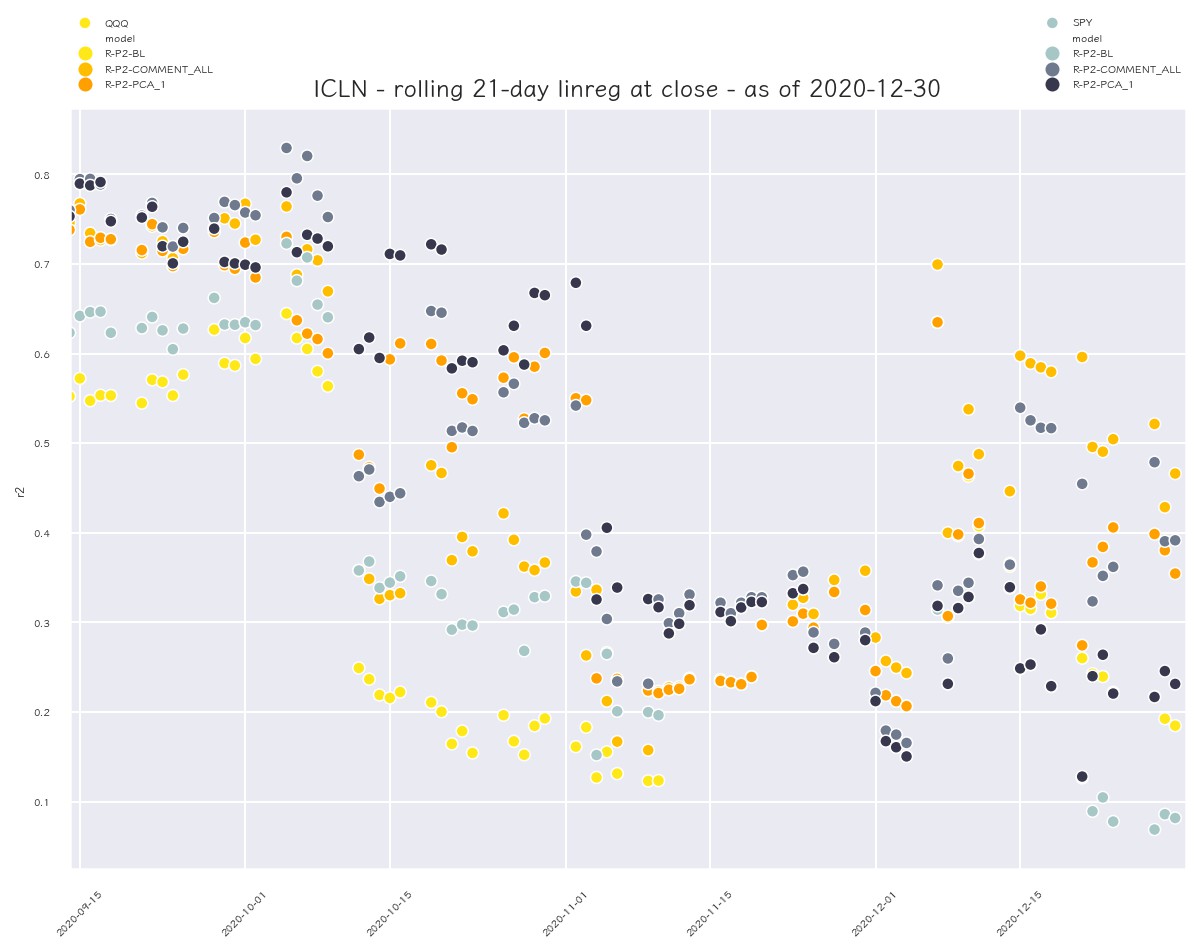 QQQ
model
R-P2-BL
R-P2-COMMENT_ALL
R-P2-PCA_1
SPY
model
R-P2-BL
R-P2-COMMENT_ALL
R-P2-PCA_1
ICLN - rolling 21-day linreg at close - as of 2020-12-30
0.8
0.7
0.6
0.5
0.4
0.3
0.2
0.1
r2
2020-09-15
2020-10-01
2020-10-15
2020-11-01
2020-11-15
2020-12-01
2020-12-15